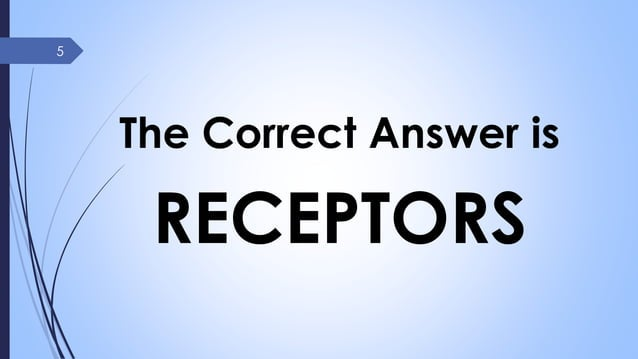 5
The Correct Answer is
RECEPTORS